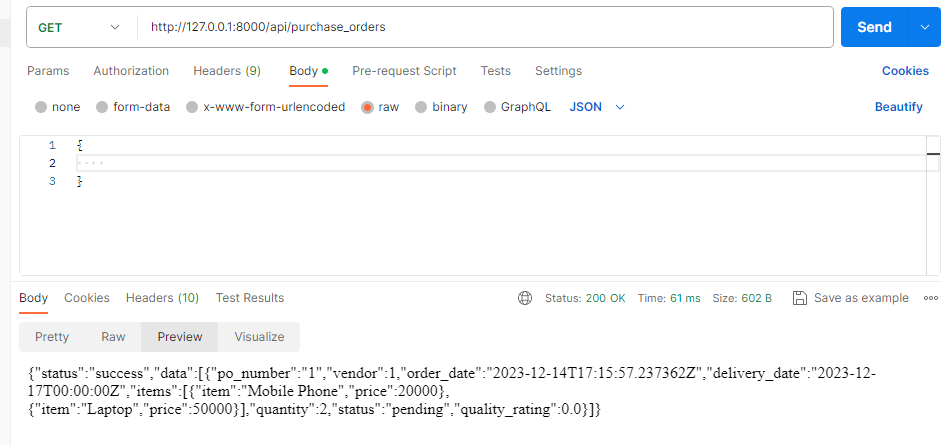 GET http://127.0.0.1:8000/api/purchase_orders Send
Params Authorization Headers (9) Body Pre-request Script Tests Settings Cookies
none form-data x-www-form-urlencoded raw binary GraphQL JSON Beautify
1 {
2 ····
3 }
Body Cookies Headers (10) Test Results Status: 200 OK Time: 61 ms Size: 602 B Save as example
Pretty Raw Preview Visualize
{"status":"success","data":[{"po_number":"1","vendor":1,"order_date":"2023-12-14T17:15:57.237362Z","delivery_date":"2023-12-
17T00:00:00Z","items":[{"item":"Mobile Phone","price":20000},
{"item":"Laptop","price":50000}],"quantity":2,"status":"pending","quality_rating":0.0}]}